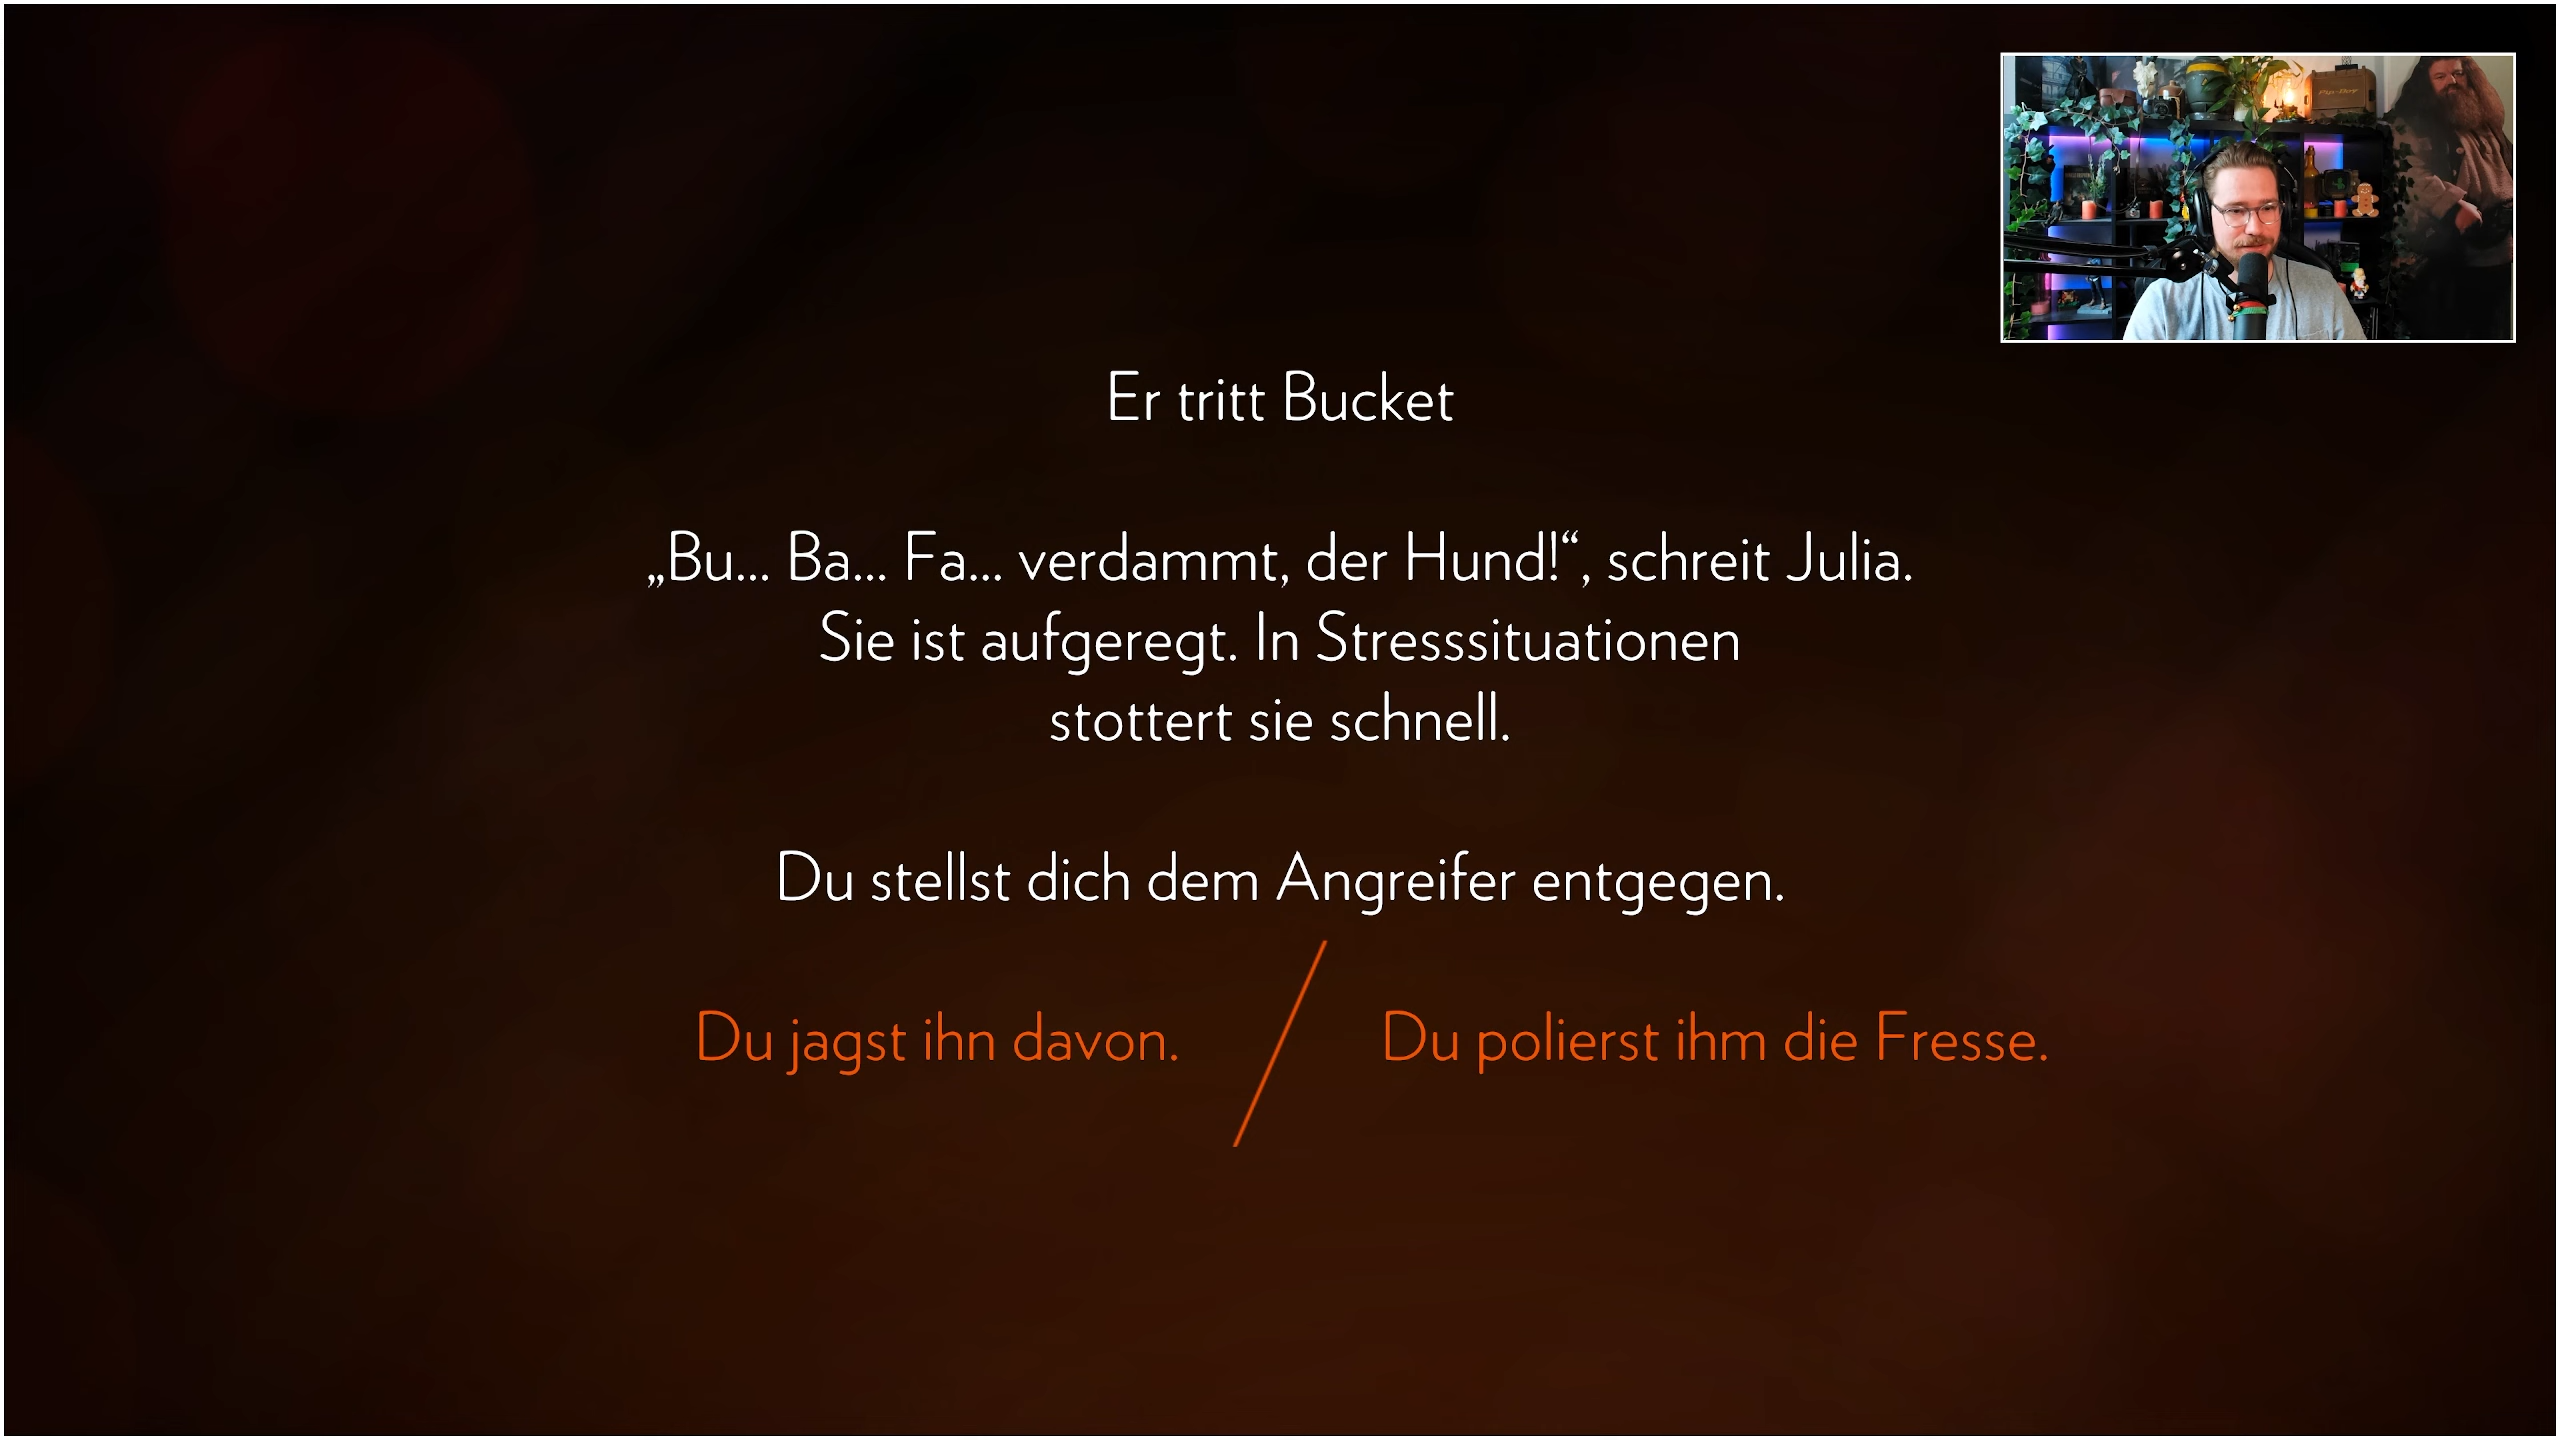 Er tritt Bucket
„Bu... Ba... Fa... verdammt, der Hund!“, schreit Julia.
Sie ist aufgeregt. In Stresssituationen
stottert sie schnell.
Du stellst dich dem Angreifer entgegen.
Du jagst ihn davon.
Du polierst ihm die Fresse.